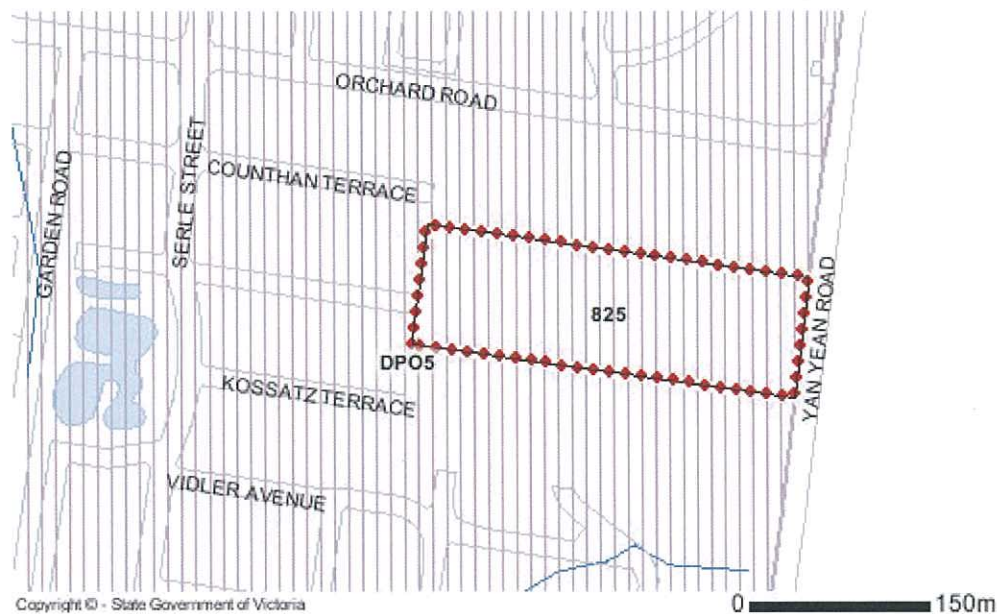 ORCHARD ROAD
COUNTHAN TERRACE
SERLE STREET
GARDEN ROAD
825
YAN YEAN ROAD
DPO5
KOSSATZ TERRACE
VIDLER AVENUE
Copyright © - State Government of Victoria
0 150m